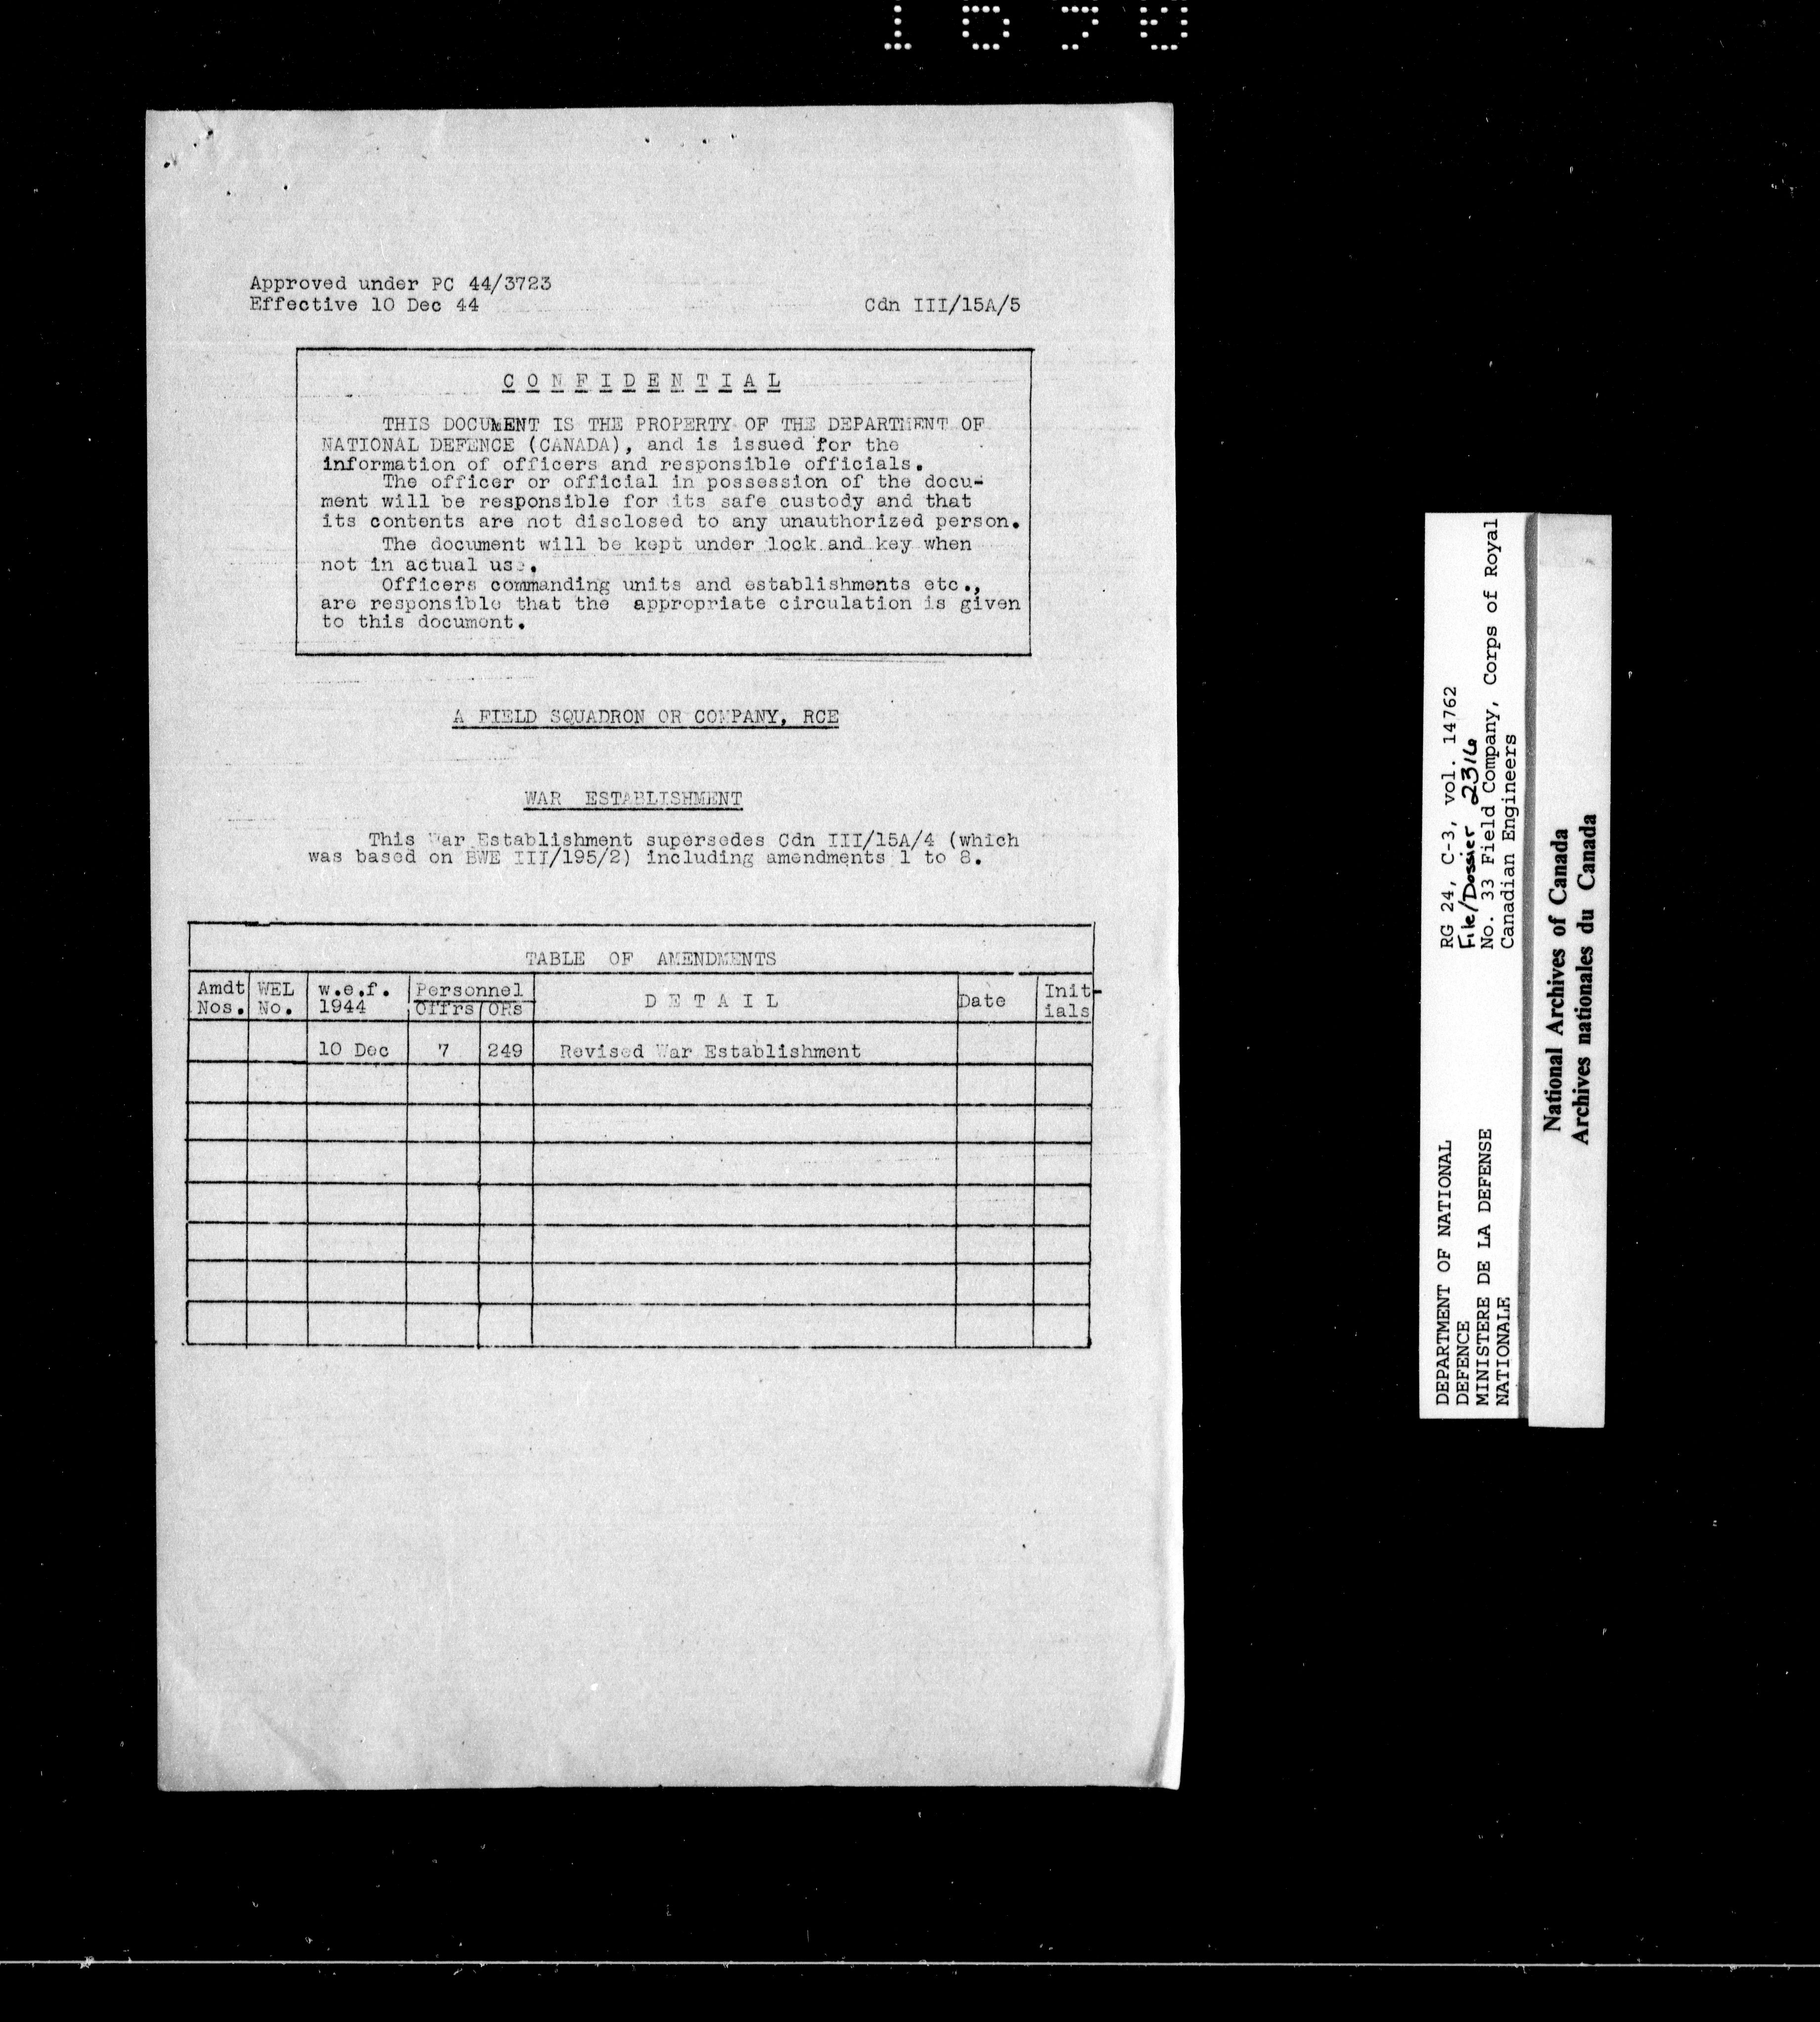 Approved under PC 44/3723
Effective 10 Dec 44
Cdn III/15A/5
C O N F I D E N T I A L
THIS DOCUMENT IS THE PROPERTY OF THE DEPARTMENT OF
NATIONAL DEFENCE (CANADA), and is issued for the
information of officers and responsible officials.
The officer or official in possession of the docu-
ment will be responsible for its safe custody and that
its contents are not disclosed to any unauthorized person.
The document will be kept under lock and key when
not in actual use.
Officers commanding units and establishments etc.,
are responsible that the appropriate circulation is given
to this document.
A FIELD SQUADRON OR COMPANY, RCE
WAR ESTABLISHMENT
This War Establishment supersedes Cdn III/15A/4 (which
was based on BWE III/195/2) including amendments 1 to 8.
TABLE OF AMENDMENTS
Amdt Nos. WEL No. w.e.f. 1944 Personnel Offrs ORs D E T A I L Date Init-ials
10 Dec 7 249 Revised War Establishment
RG 24, C-3, vol. 14762
File/Dossier 2316
No. 33 Field Company, Corps of Royal
Canadian Engineers
DEPARTMENT OF NATIONAL
DEFENCE
MINISTERE DE LA DEFENSE
NATIONALE
National Archives of Canada
Archives nationales du Canada